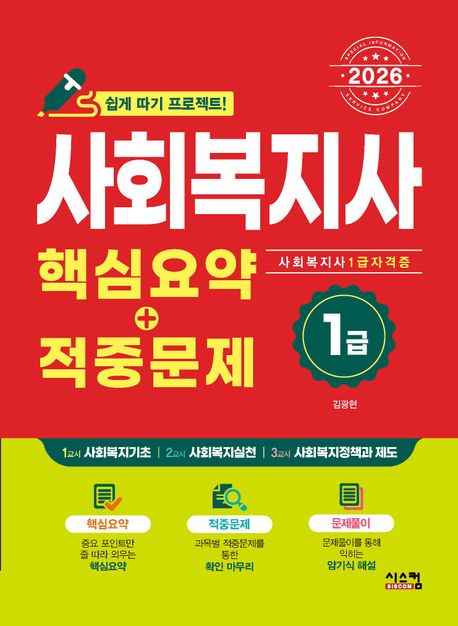 SPECIAL INFORMATION
2026
SERVICE COMPANY
쉽게 따기 프로젝트!
사회복지사
핵심요약
+
적중문제
사회복지사1급자격증
1급
김광현
1교시 사회복지기초 | 2교시 사회복지실천 | 3교시 사회복지정책과 제도
핵심요약
중요 포인트만
줄 따라 외우는
핵심요약
적중문제
과목별 적중문제를
통한
확인 마무리
문제풀이
문제풀이를 통해
익히는
암기식 해설
시스컴
SISCOM